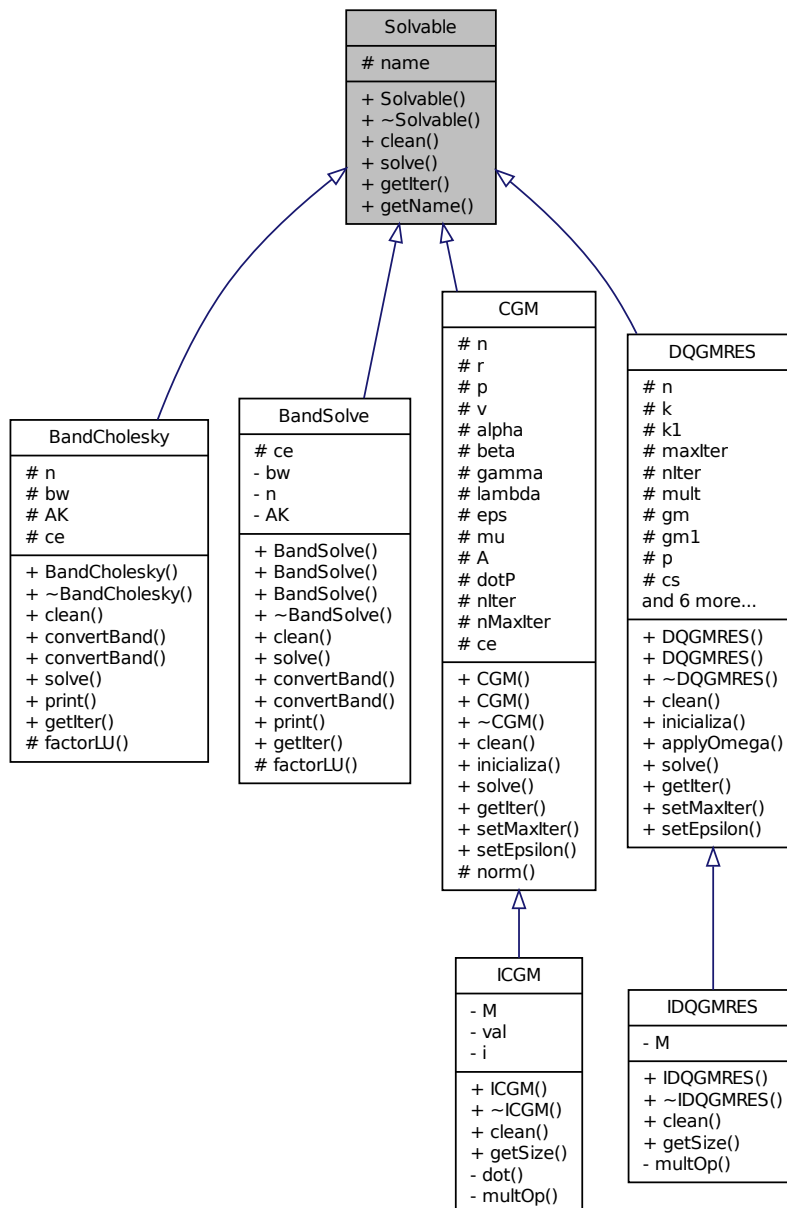 Solvable
# name
+ Solvable()
+ ~Solvable()
+ clean()
+ solve()
+ getIter()
+ getName()
BandCholesky
# n
# bw
# AK
# ce
+ BandCholesky()
+ ~BandCholesky()
+ clean()
+ convertBand()
+ convertBand()
+ solve()
+ print()
+ getIter()
# factorLU()
BandSolve
# ce
- bw
- n
- AK
+ BandSolve()
+ BandSolve()
+ BandSolve()
+ ~BandSolve()
+ clean()
+ solve()
+ convertBand()
+ convertBand()
+ print()
+ getIter()
# factorLU()
CGM
# n
# r
# p
# v
# alpha
# beta
# gamma
# lambda
# eps
# mu
# A
# dotP
# nIter
# nMaxIter
# ce
+ CGM()
+ CGM()
+ ~CGM()
+ clean()
+ inicializa()
+ solve()
+ getIter()
+ setMaxIter()
+ setEpsilon()
# norm()
DQGMRES
# n
# k
# k1
# maxIter
# nIter
# mult
# gm
# gm1
# p
# cs
and 6 more...
+ DQGMRES()
+ DQGMRES()
+ ~DQGMRES()
+ clean()
+ inicializa()
+ applyOmega()
+ solve()
+ getIter()
+ setMaxIter()
+ setEpsilon()
ICGM
- M
- val
- i
+ ICGM()
+ ~ICGM()
+ clean()
+ getSize()
- dot()
- multOp()
IDQGMRES
- M
+ IDQGMRES()
+ ~IDQGMRES()
+ clean()
+ getSize()
- multOp()